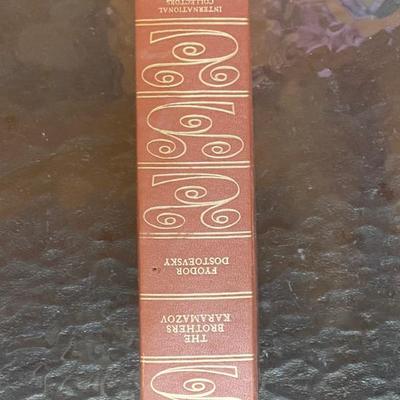 THE
BROTHERS
KARAMAZOV
FYODOR
DOSTOEVSKY
INTERNATIONAL
COLLECTORS